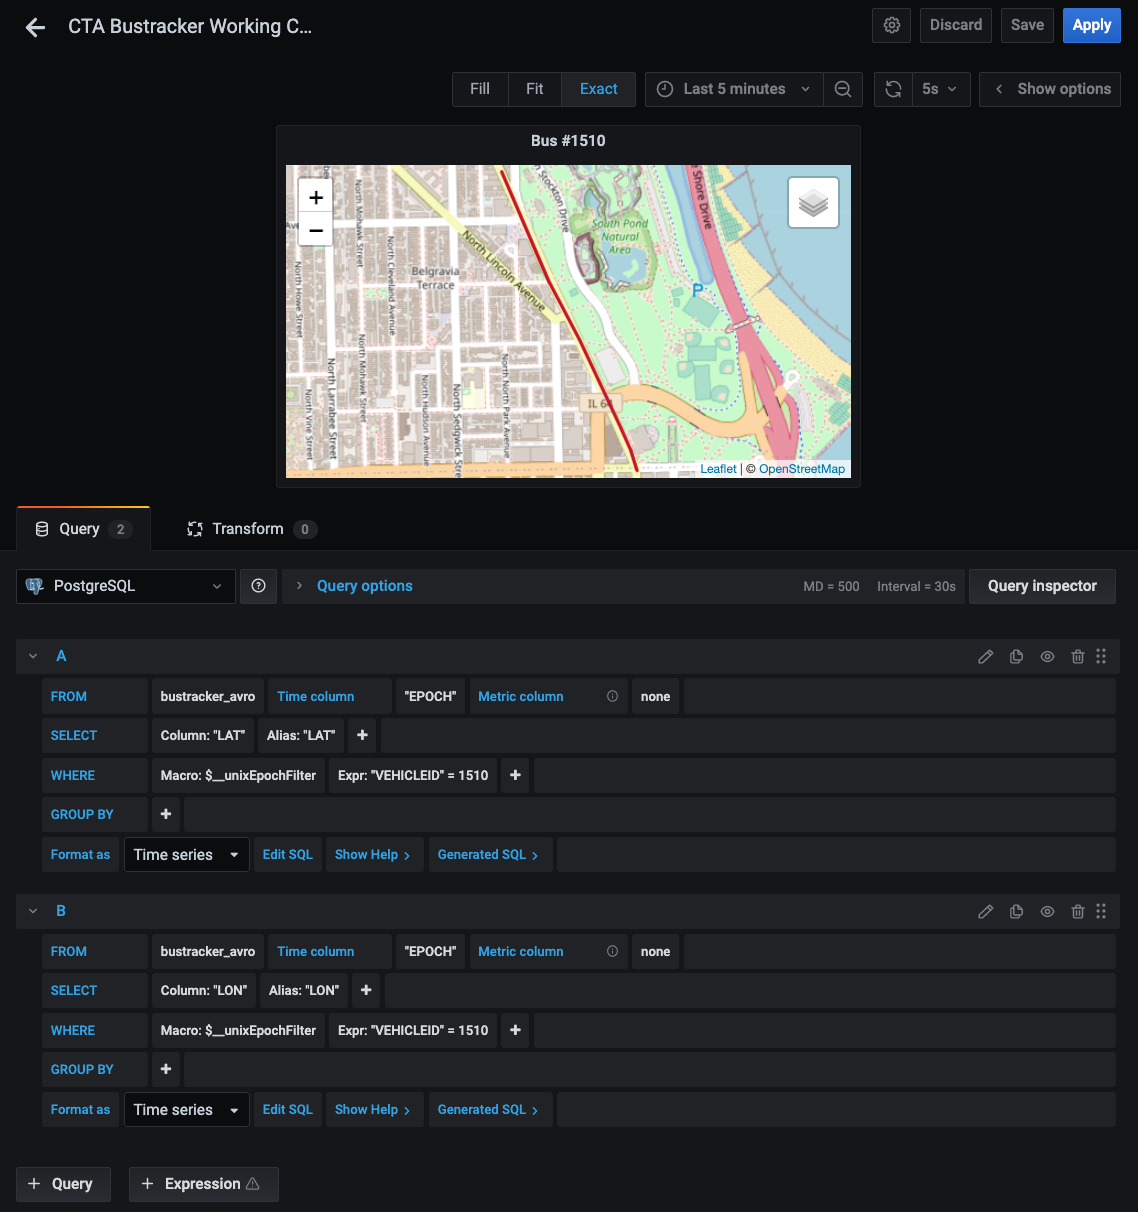 CTA Bustracker Working C...
Discard Save Apply
Fill Fit Exact Last 5 minutes 5s Show options
Bus #1510
+
−
North Mohawk Street
North Cleveland Avenue
North Howe Street
Belgravia
Terrace
North Lincoln Avenue
Stockton Drive
South Pond
Natural
Area
Shore Drive
P
North Larrabee Street
North Mohawk Street
North Vine Street
North Hudson Avenue
North Sedgwick Stre
North North Park Avenue
IL 64
Leaflet | © OpenStreetMap
Query 2 Transform 0
PostgreSQL Query options MD = 500 Interval = 30s Query inspector
A
FROM bustracker_avro Time column "EPOCH" Metric column none
SELECT Column: "LAT" Alias: "LAT" +
WHERE Macro: $__unixEpochFilter Expr: "VEHICLEID" = 1510 +
GROUP BY +
Format as Time series Edit SQL Show Help > Generated SQL >
B
FROM bustracker_avro Time column "EPOCH" Metric column none
SELECT Column: "LON" Alias: "LON" +
WHERE Macro: $__unixEpochFilter Expr: "VEHICLEID" = 1510 +
GROUP BY +
Format as Time series Edit SQL Show Help > Generated SQL >
+ Query + Expression